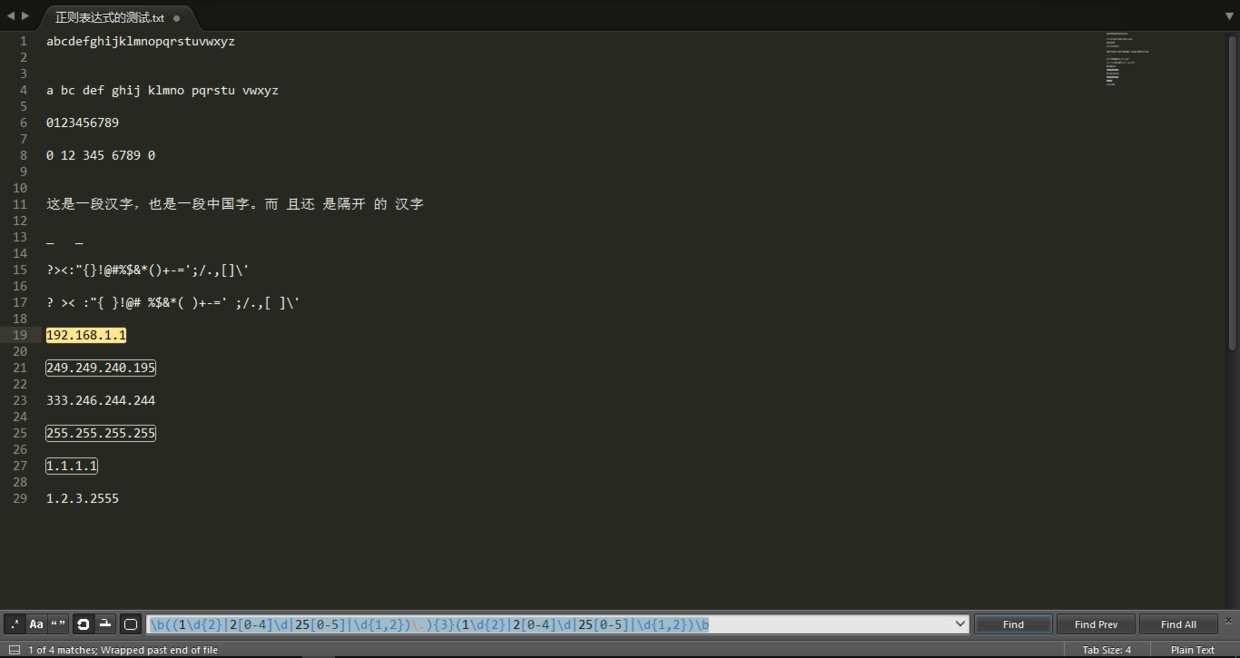 正则表达式的测试.txt
1 abcdefghijklmnopqrstuvwxyz
2
3
4 a bc def ghij klmno pqrstu vwxyz
5
6 0123456789
7
8 0 12 345 6789 0
9
10
11 这是一段汉字，也是一段中国字。而 且还 是隔开 的 汉字
12
13 _   _
14
15 ?><:"{}!@#%$&*()+-=';/.,[]\'
16
17 ? >< :"{ }!@# %$&*( )+-=' ;/.,[ ]\'
18
19 192.168.1.1
20
21 249.249.240.195
22
23 333.246.244.244
24
25 255.255.255.255
26
27 1.1.1.1
28
29 1.2.3.2555
.* Aa “” \b((1\d{2}|2[0-4]\d|25[0-5]|\d{1,2})\.){3}(1\d{2}|2[0-4]\d|25[0-5]|\d{1,2})\b Find Find Prev Find All
1 of 4 matches; Wrapped past end of file Tab Size: 4 Plain Text